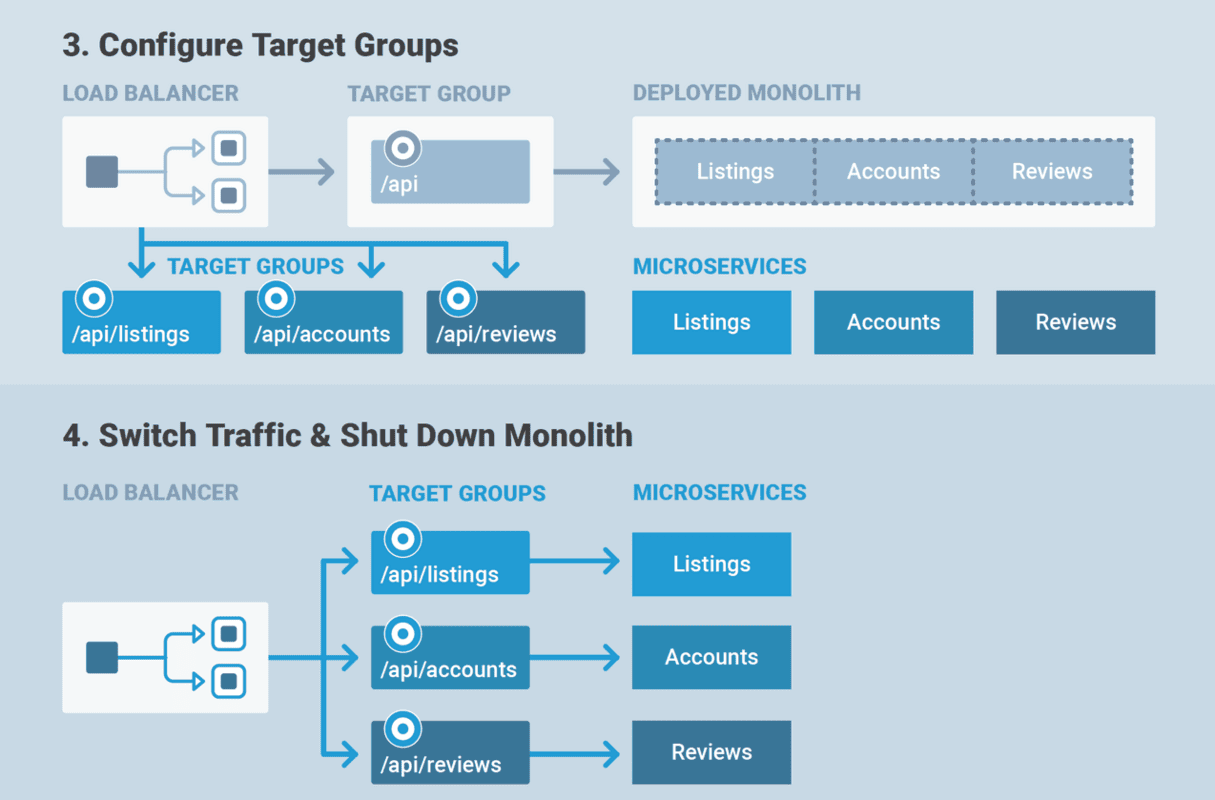 3. Configure Target Groups
LOAD BALANCER
TARGET GROUP
DEPLOYED MONOLITH
/api
Listings
Accounts
Reviews
TARGET GROUPS
MICROSERVICES
/api/listings
/api/accounts
/api/reviews
Listings
Accounts
Reviews
4. Switch Traffic & Shut Down Monolith
LOAD BALANCER
TARGET GROUPS
MICROSERVICES
/api/listings
Listings
/api/accounts
Accounts
/api/reviews
Reviews